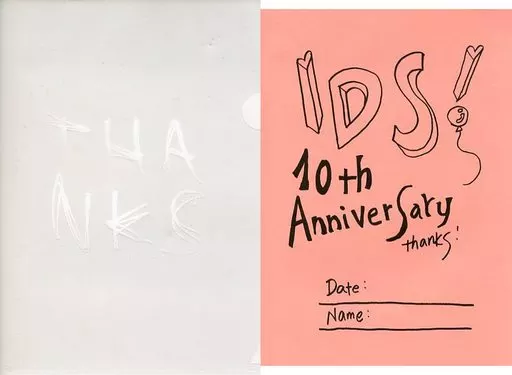 THA
NKS
IDS!
10th
Anniversary
thanks!
Date:
Name: